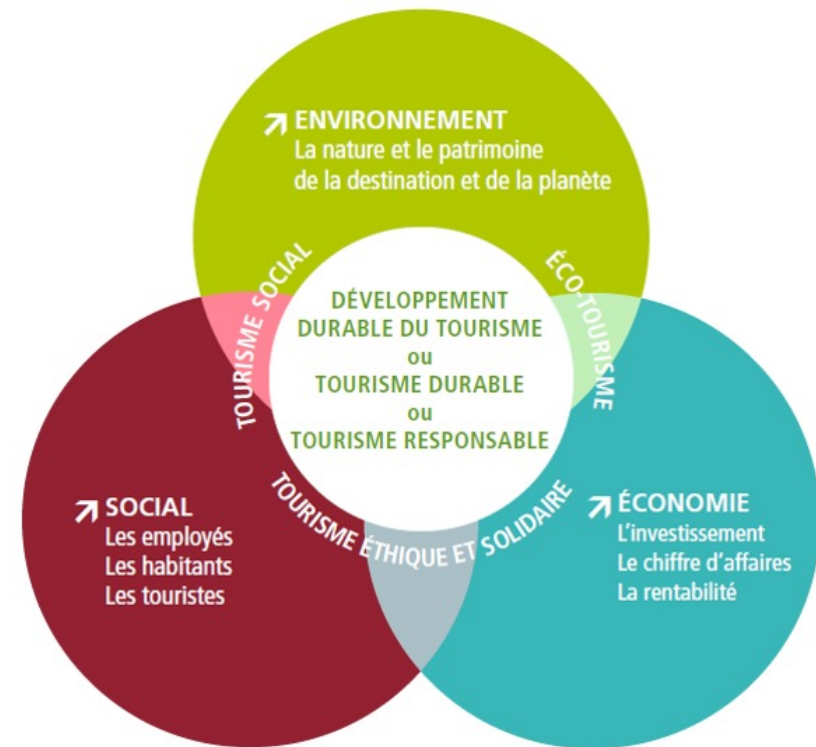 ENVIRONNEMENT
La nature et le patrimoine
de la destination et de la planète
TOURISME SOCIAL
ÉCO-TOURISME
DÉVELOPPEMENT
DURABLE DU TOURISME
ou
TOURISME DURABLE
ou
TOURISME RESPONSABLE
TOURISME ÉTHIQUE ET SOLIDAIRE
SOCIAL
Les employés
Les habitants
Les touristes
ÉCONOMIE
L'investissement
Le chiffre d'affaires
La rentabilité